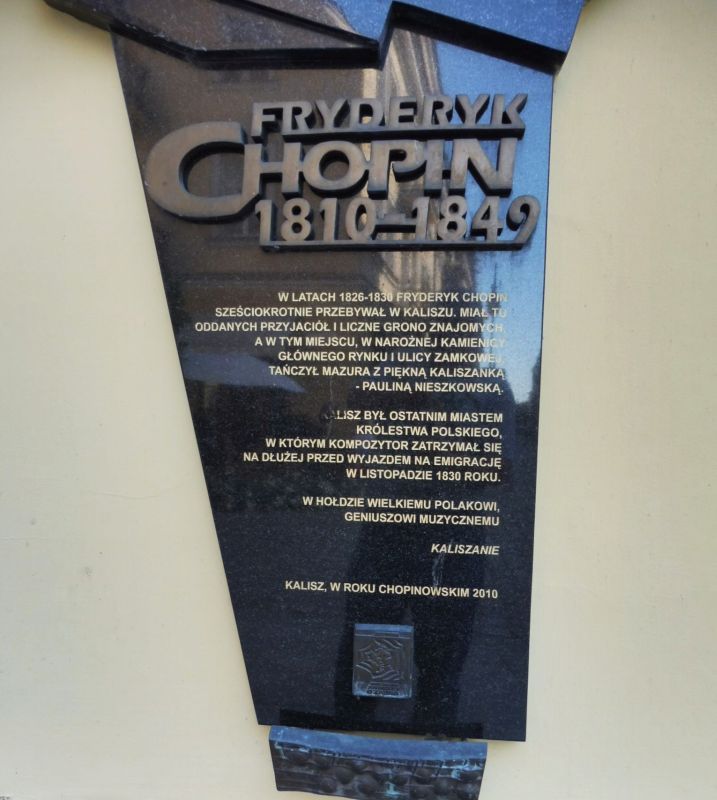 FRYDERYK
CHOPIN
1810-1849
W LATACH 1826-1830 FRYDERYK CHOPIN
SZEŚCIOKROTNIE PRZEBYWAŁ W KALISZU. MIAŁ TU
ODDANYCH PRZYJACIÓŁ I LICZNE GRONO ZNAJOMYCH,
A W TYM MIEJSCU, W NAROŻNEJ KAMIENICY
GŁÓWNEGO RYNKU I ULICY ZAMKOWEJ,
TAŃCZYŁ MAZURA Z PIĘKNĄ KALISZANKĄ
- PAULINĄ NIESZKOWSKĄ.
KALISZ BYŁ OSTATNIM MIASTEM
KRÓLESTWA POLSKIEGO,
W KTÓRYM KOMPOZYTOR ZATRZYMAŁ SIĘ
NA DŁUŻEJ PRZED WYJAZDEM NA EMIGRACJĘ
W LISTOPADZIE 1830 ROKU.
W HOŁDZIE WIELKIEMU POLAKOWI,
GENIUSZOWI MUZYCZNEMU
KALISZANIE
KALISZ, W ROKU CHOPINOWSKIM 2010